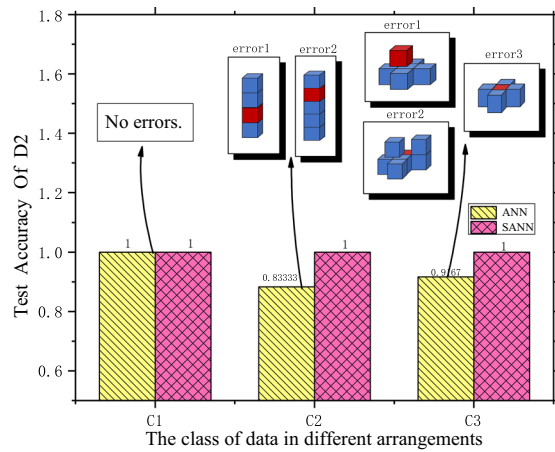 1.8
1.6
1.4
1.2
1.0
0.8
0.6
Test Accuracy Of D2
No errors.
error1
error2
error1
error2
error3
ANN
SANN
1
1
0.83333
1
0.9167
1
C1
C2
C3
The class of data in different arrangements